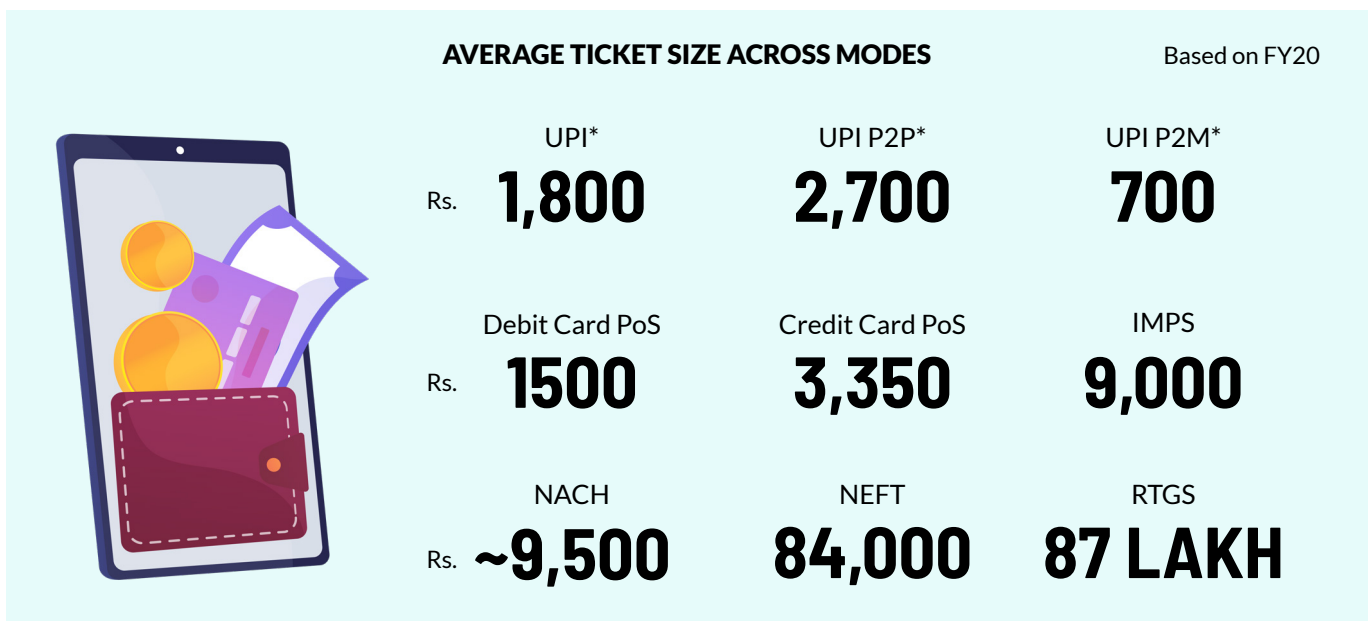 AVERAGE TICKET SIZE ACROSS MODES
Based on FY20
UPI* UPI P2P* UPI P2M*
Rs. 1,800 2,700 700
Debit Card PoS Credit Card PoS IMPS
Rs. 1500 3,350 9,000
NACH NEFT RTGS
Rs. ~9,500 84,000 87 LAKH